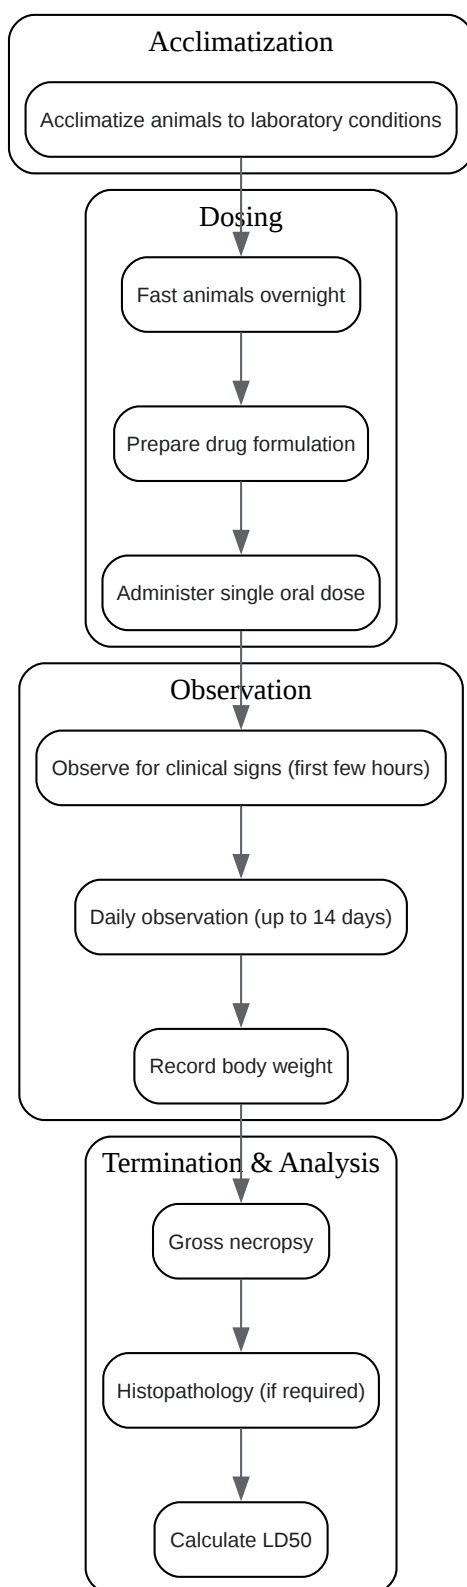 Acclimatization
Acclimatize animals to laboratory conditions
Dosing
Fast animals overnight
Prepare drug formulation
Administer single oral dose
Observation
Observe for clinical signs (first few hours)
Daily observation (up to 14 days)
Record body weight
Termination & Analysis
Gross necropsy
Histopathology (if required)
Calculate LD50